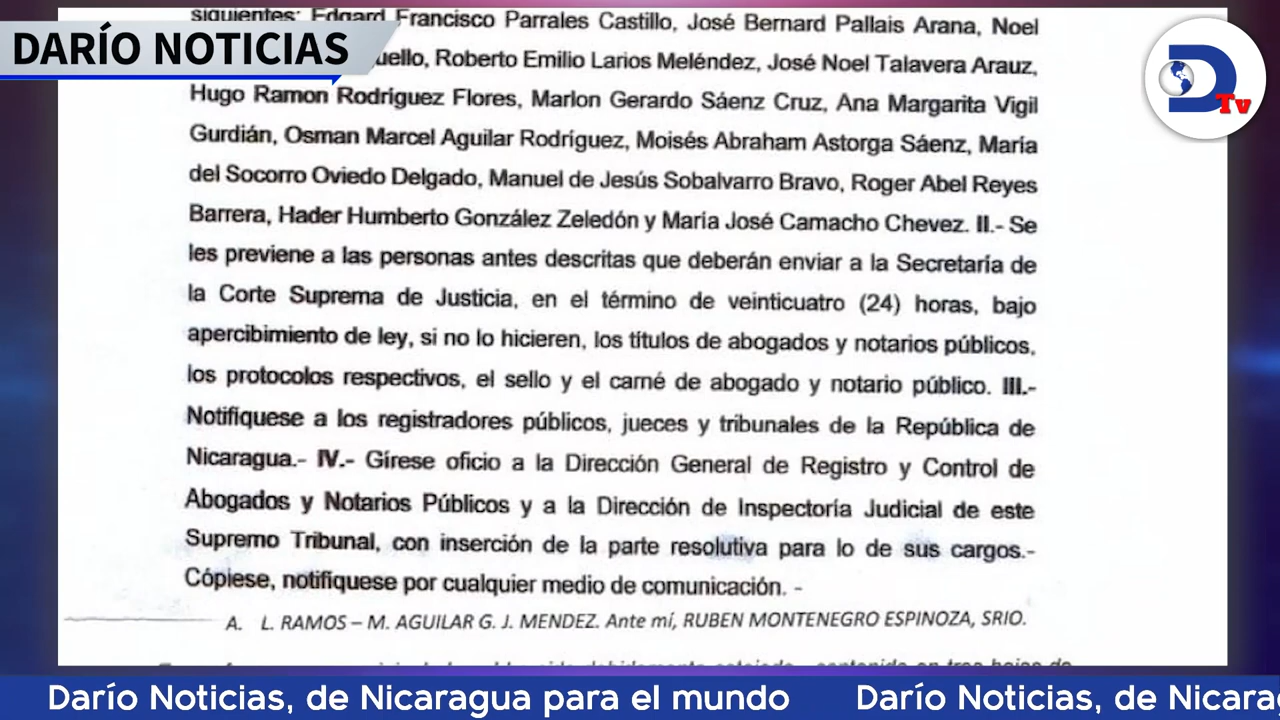 DARÍO NOTICIAS
D Tv
siguientes: Edgard Francisco Parrales Castillo, José Bernard Pallais Arana, Noel
Roberto Emilio Larios Meléndez, José Noel Talavera Arauz,
Hugo Ramon Rodríguez Flores, Marlon Gerardo Sáenz Cruz, Ana Margarita Vigil
Gurdián, Osman Marcel Aguilar Rodríguez, Moisés Abraham Astorga Sáenz, María
del Socorro Oviedo Delgado, Manuel de Jesús Sobalvarro Bravo, Roger Abel Reyes
Barrera, Hader Humberto González Zeledón y María José Camacho Chevez. II.- Se
les previene a las personas antes descritas que deberán enviar a la Secretaría de
la Corte Suprema de Justicia, en el término de veinticuatro (24) horas, bajo
apercibimiento de ley, si no lo hicieren, los títulos de abogados y notarios públicos,
los protocolos respectivos, el sello y el carné de abogado y notario público. III.-
Notifíquese a los registradores públicos, jueces y tribunales de la República de
Nicaragua.- IV.- Gírese oficio a la Dirección General de Registro y Control de
Abogados y Notarios Públicos y a la Dirección de Inspectoría Judicial de este
Supremo Tribunal, con inserción de la parte resolutiva para lo de sus cargos.-
Cópiese, notifíquese por cualquier medio de comunicación. -
A. L. RAMOS – M. AGUILAR G. J. MENDEZ. Ante mí, RUBEN MONTENEGRO ESPINOZA, SRIO.
Darío Noticias, de Nicaragua para el mundo Darío Noticias, de Nicarag